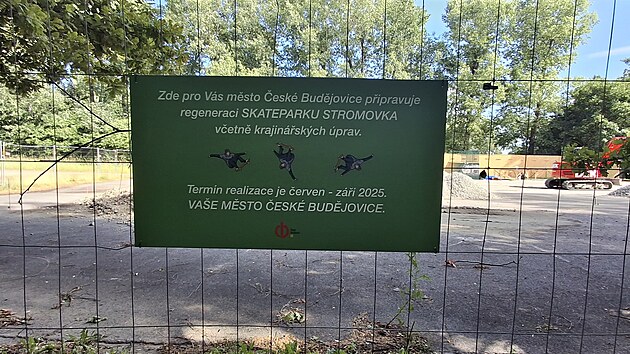 Zde pro Vás město České Budějovice připravuje
regeneraci SKATEPARKU STROMOVKA
včetně krajinářských úprav.
Termín realizace je červen - září 2025.
VAŠE MĚSTO ČESKÉ BUDĚJOVICE.